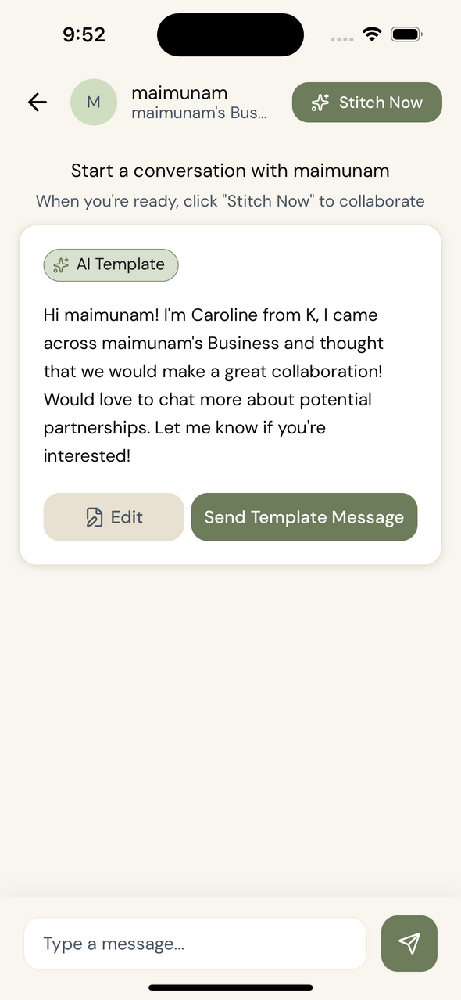 9:52
M
maimunam
maimunam's Bus...
Stitch Now
Start a conversation with maimunam
When you're ready, click "Stitch Now" to collaborate
AI Template
Hi maimunam! I'm Caroline from K, I came
across maimunam's Business and thought
that we would make a great collaboration!
Would love to chat more about potential
partnerships. Let me know if you're
interested!
Edit
Send Template Message
Type a message...